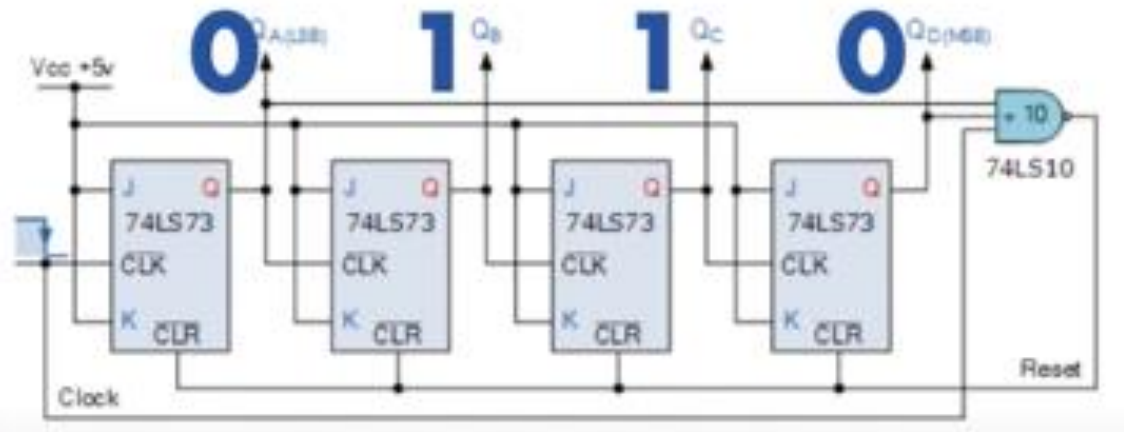 0 QA(LSB) 1 QB 1 QC 0 QD(MSB)
Vcc +5v
÷ 10
74LS10
J Q J Q J Q J Q
74LS73 74LS73 74LS73 74LS73
CLK CLK CLK CLK
K K K K
CLR CLR CLR CLR
Reset
Clock